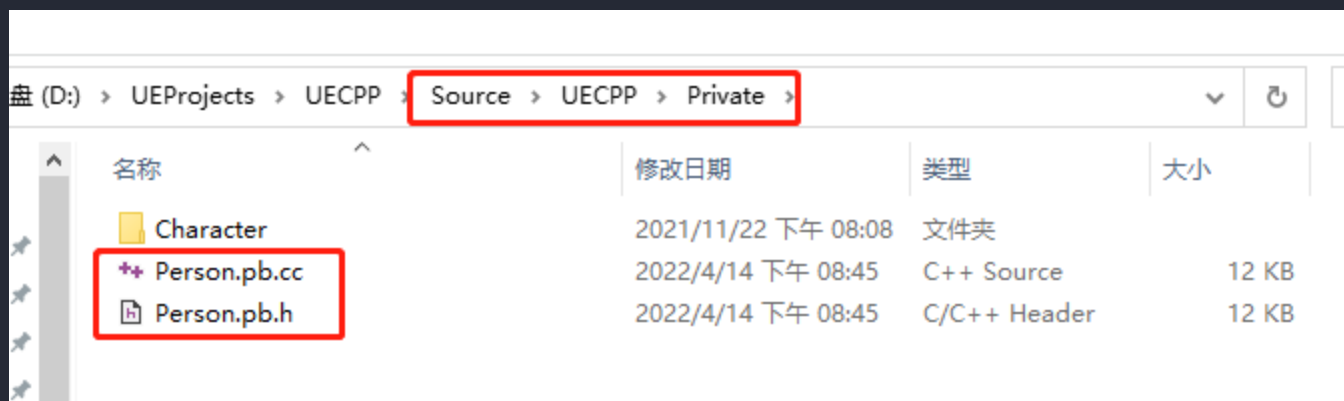 盘 (D:) › UEProjects › UECPP › Source › UECPP › Private ›
名称 修改日期 类型 大小
Character 2021/11/22 下午 08:08 文件夹
Person.pb.cc 2022/4/14 下午 08:45 C++ Source 12 KB
Person.pb.h 2022/4/14 下午 08:45 C/C++ Header 12 KB